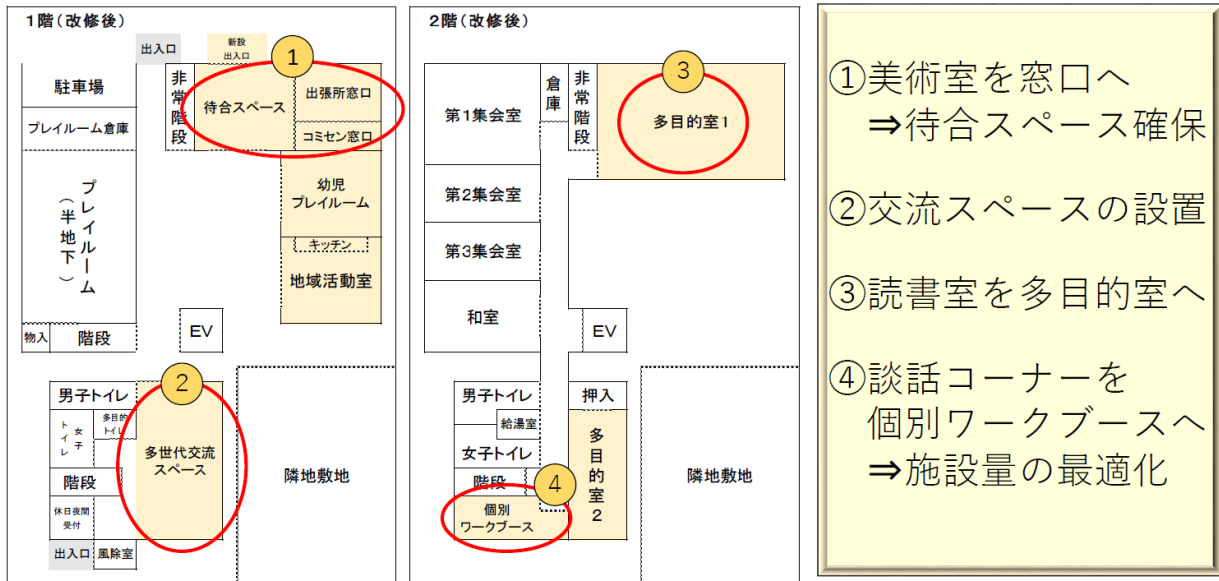 1階(改修後)
出入口
新設
出入口
①
駐車場
非常階段
待合スペース
出張所窓口
コミセン窓口
プレイルーム倉庫
プレイルーム
(半地下)
幼児
プレイルーム
キッチン
地域活動室
物入
階段
EV
②
男子トイレ
女子
トイレ
多目的
トイレ
多世代交流
スペース
階段
休日夜間
受付
出入口
風除室
隣地敷地
2階(改修後)
③
第1集会室
倉庫
非常階段
多目的室1
第2集会室
第3集会室
和室
EV
男子トイレ
給湯室
押入
女子トイレ
多目的室2
階段
④
個別
ワークブース
隣地敷地
①美術室を窓口へ
⇒待合スペース確保
②交流スペースの設置
③読書室を多目的室へ
④談話コーナーを
個別ワークブースへ
⇒施設量の最適化